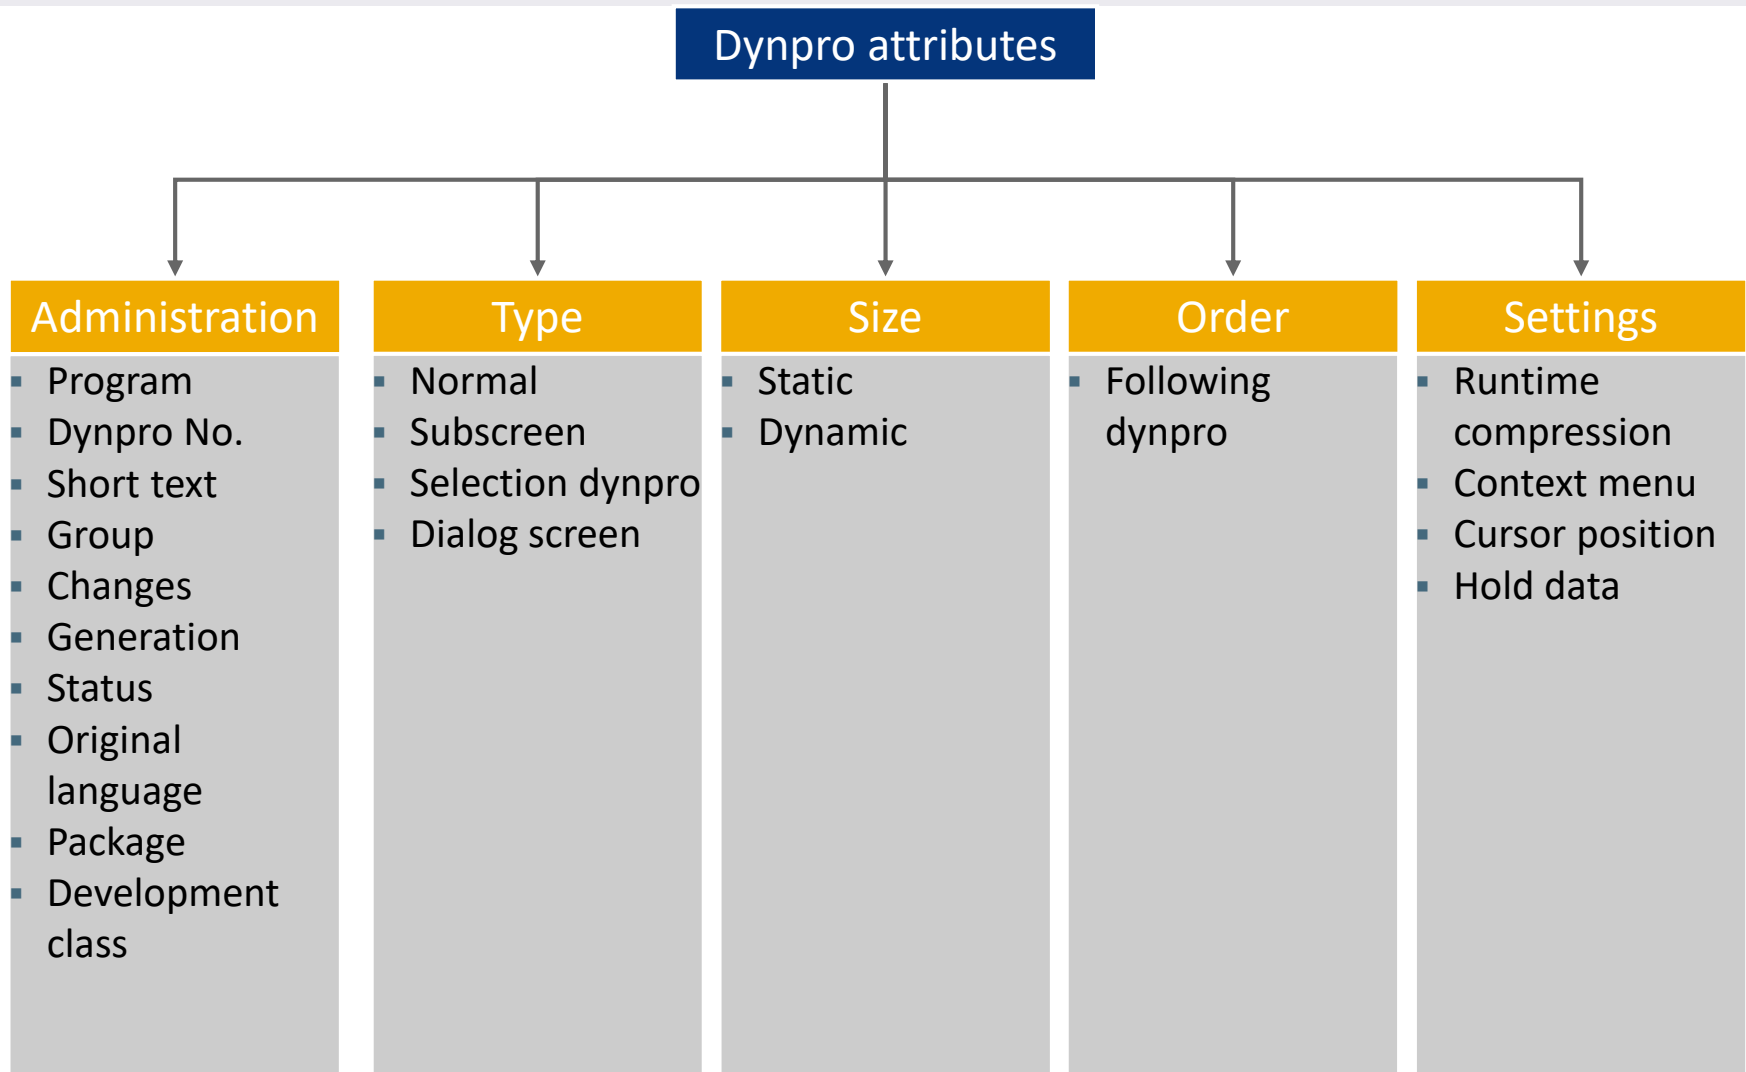 Dynpro attributes
Administration
Program
Dynpro No.
Short text
Group
Changes
Generation
Status
Original
language
Package
Development
class
Type
Normal
Subscreen
Selection dynpro
Dialog screen
Size
Static
Dynamic
Order
Following
dynpro
Settings
Runtime
compression
Context menu
Cursor position
Hold data